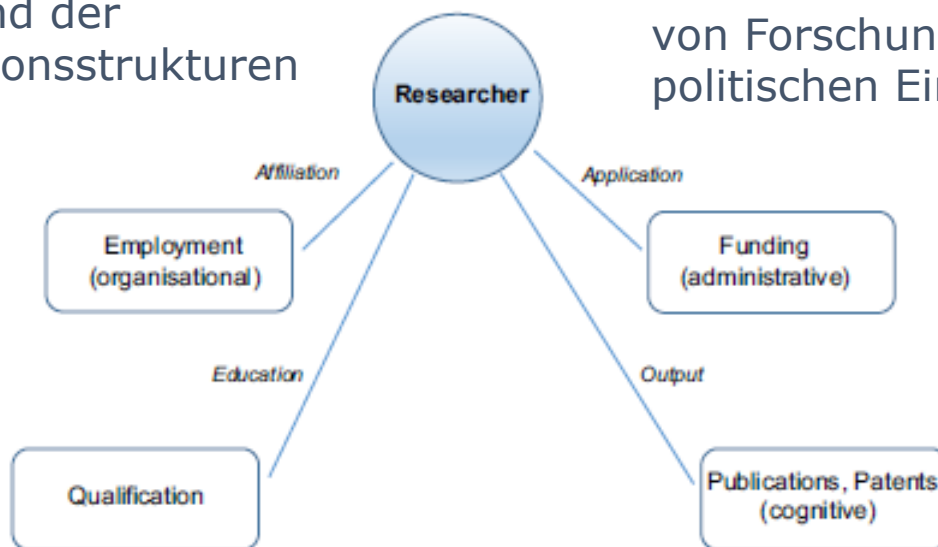 nd der
onsstrukturen
von Forschun
politischen Ei
Researcher
Affiliation
Application
Employment
(organisational)
Funding
(administrative)
Education
Output
Qualification
Publications, Patents
(cognitive)